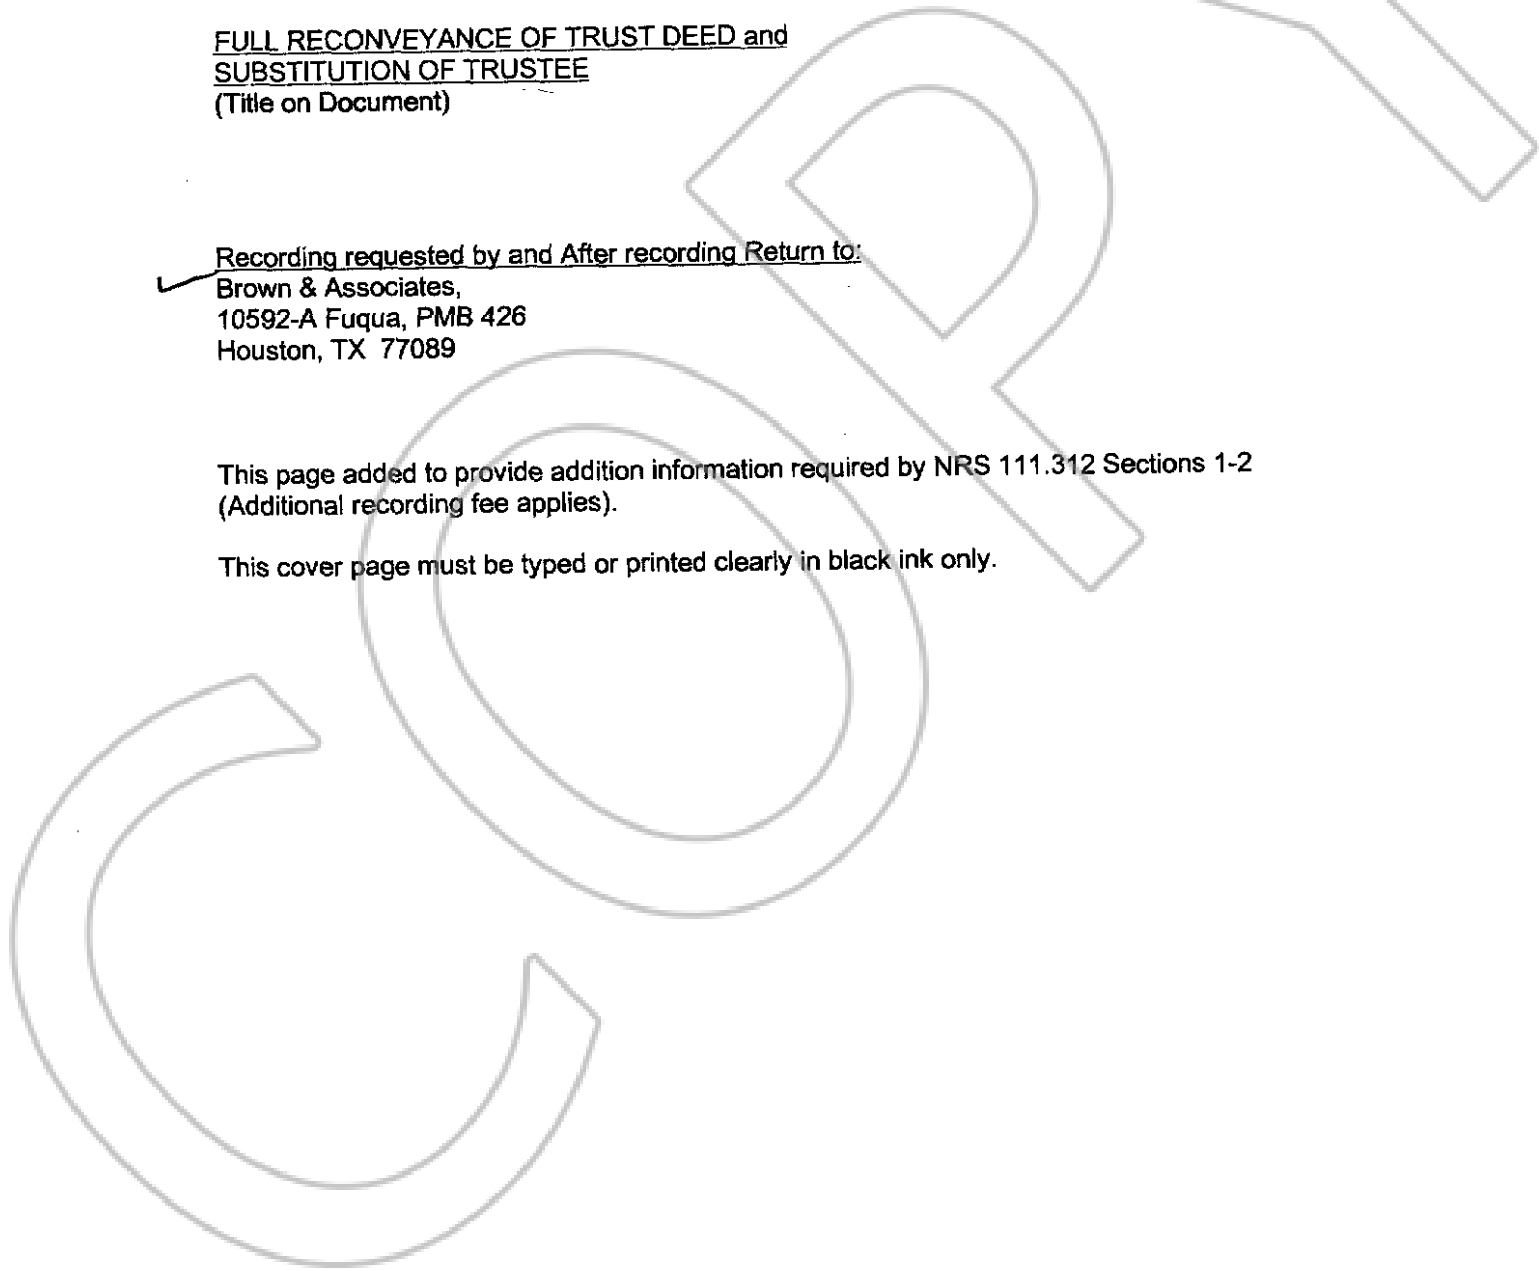 FULL RECONVEYANCE OF TRUST DEED and
SUBSTITUTION OF TRUSTEE
(Title on Document)
Recording requested by and After recording Return to:
Brown & Associates,
10592-A Fuqua, PMB 426
Houston, TX 77089
This page added to provide addition information required by NRS 111.312 Sections 1-2
(Additional recording fee applies).
This cover page must be typed or printed clearly in black ink only.
COPY